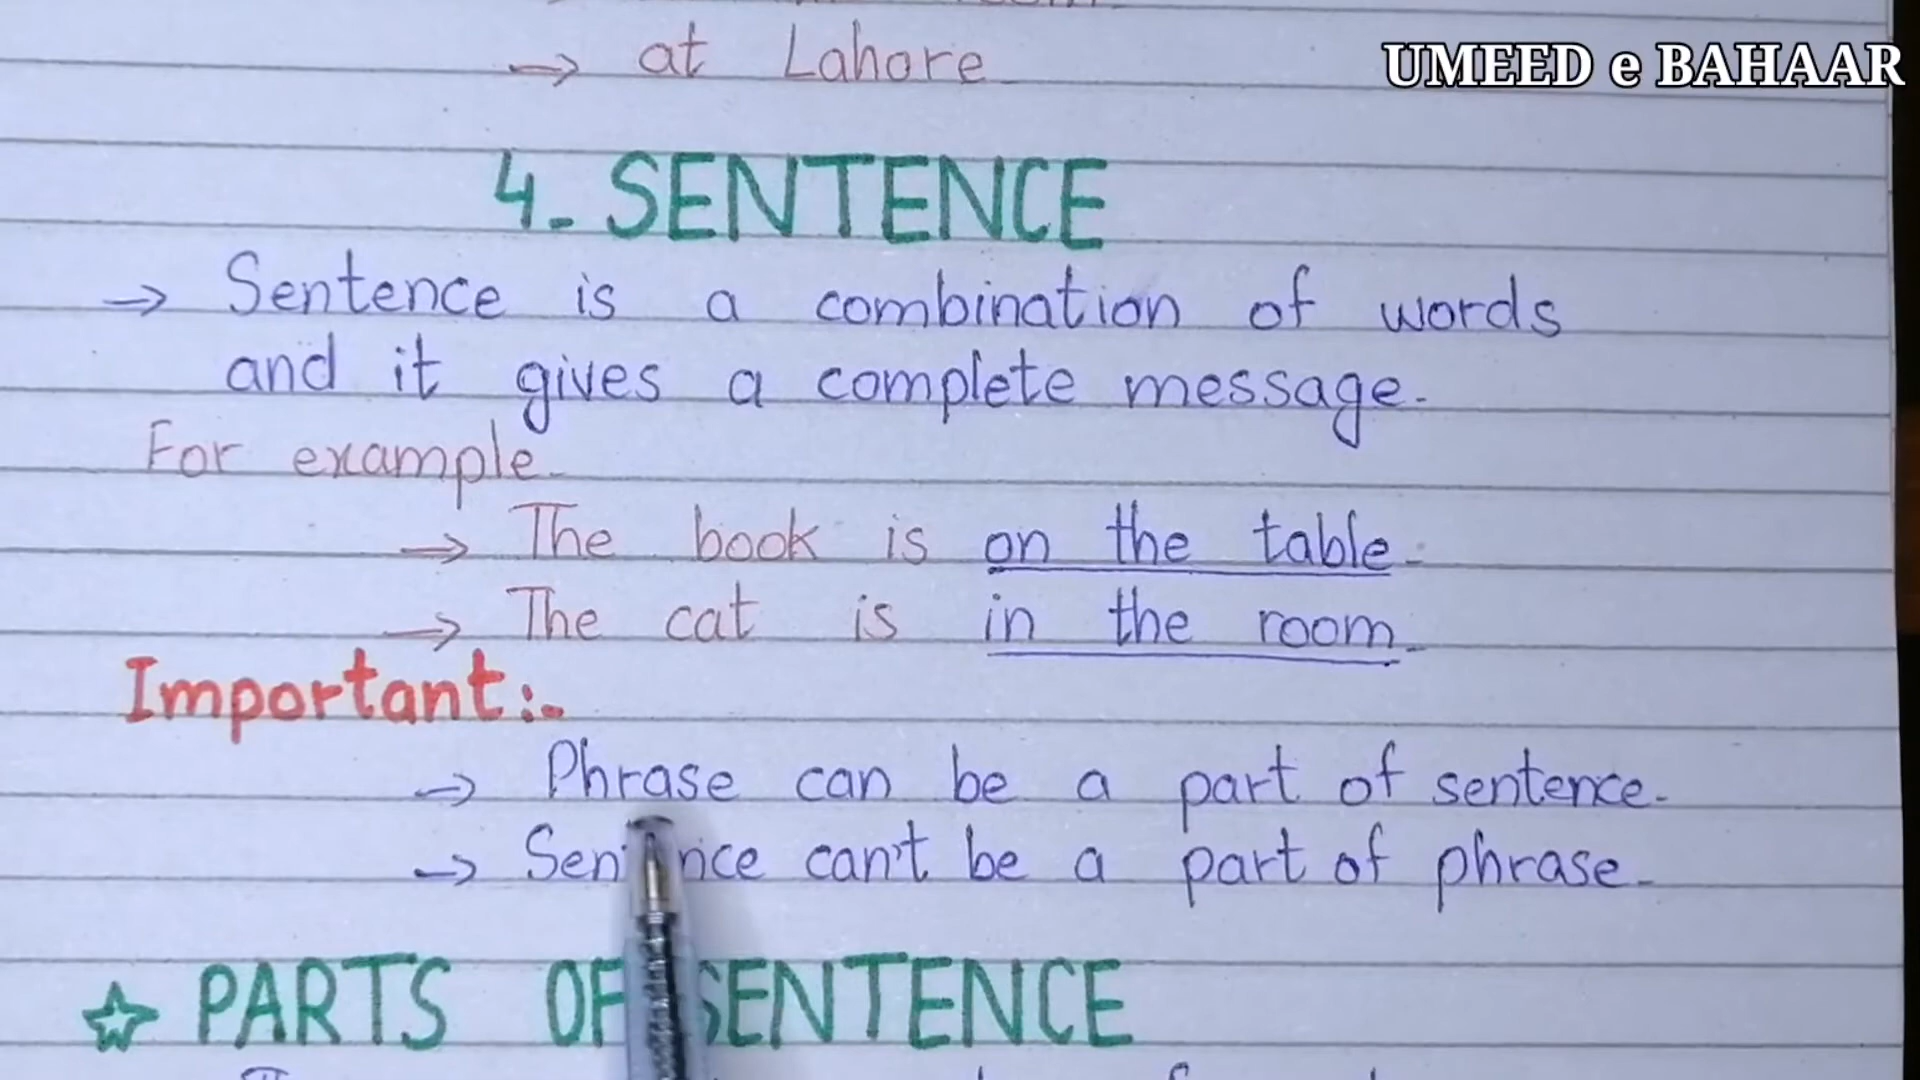 → at Lahore
UMEED e BAHAAR
4. SENTENCE
→ Sentence is a combination of words
and it gives a complete message.
For example.
→ The book is on the table.
→ The cat is in the room.
Important:-
→ Phrase can be a part of sentence.
→ Sentence can't be a part of phrase.
☆ PARTS OF SENTENCE